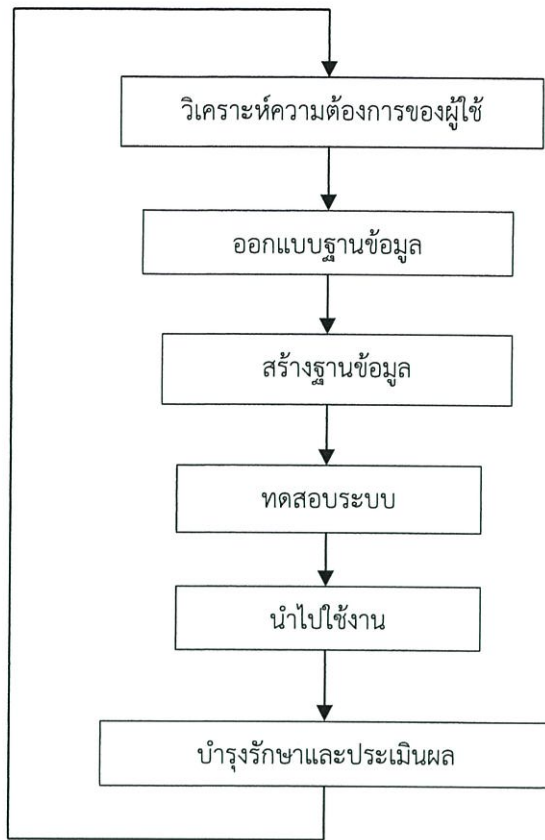 วิเคราะห์ความต้องการของผู้ใช้
ออกแบบฐานข้อมูล
สร้างฐานข้อมูล
ทดสอบระบบ
นำไปใช้งาน
บำรุงรักษาและประเมินผล